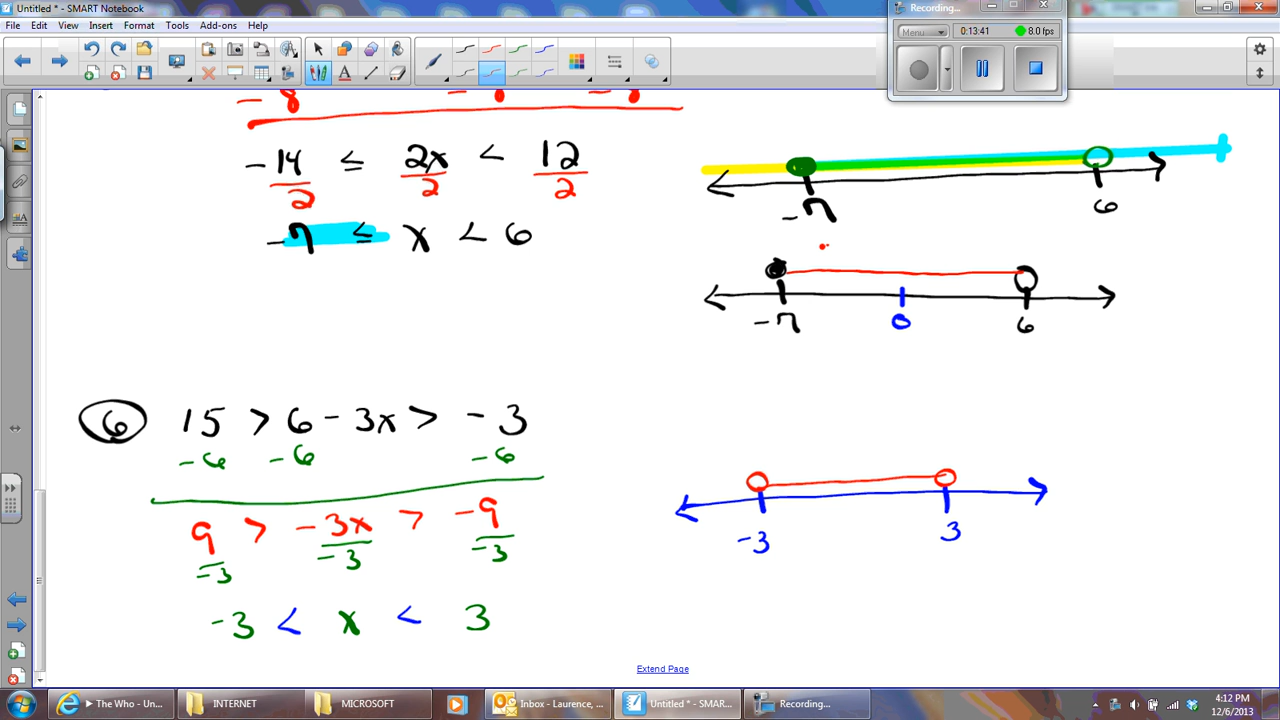 Untitled * - SMART Notebook
Recording...
File Edit View Insert Format Tools Add-ons Help
Menu 0:13:41 8.0 fps
- 8
-14 ≤ 2x < 12
2 2 2
-7 ≤ x < 6
-7 6
-7 0 6
6 15 > 6 - 3x > -3
-6 -6 -6
9 > -3x > -9
-3 -3 -3
-3 < x < 3
-3 3
Extend Page
The Who - Un...
INTERNET
MICROSOFT
Inbox - Laurence, ...
Untitled * - SMAR...
Recording...
4:12 PM
12/6/2013